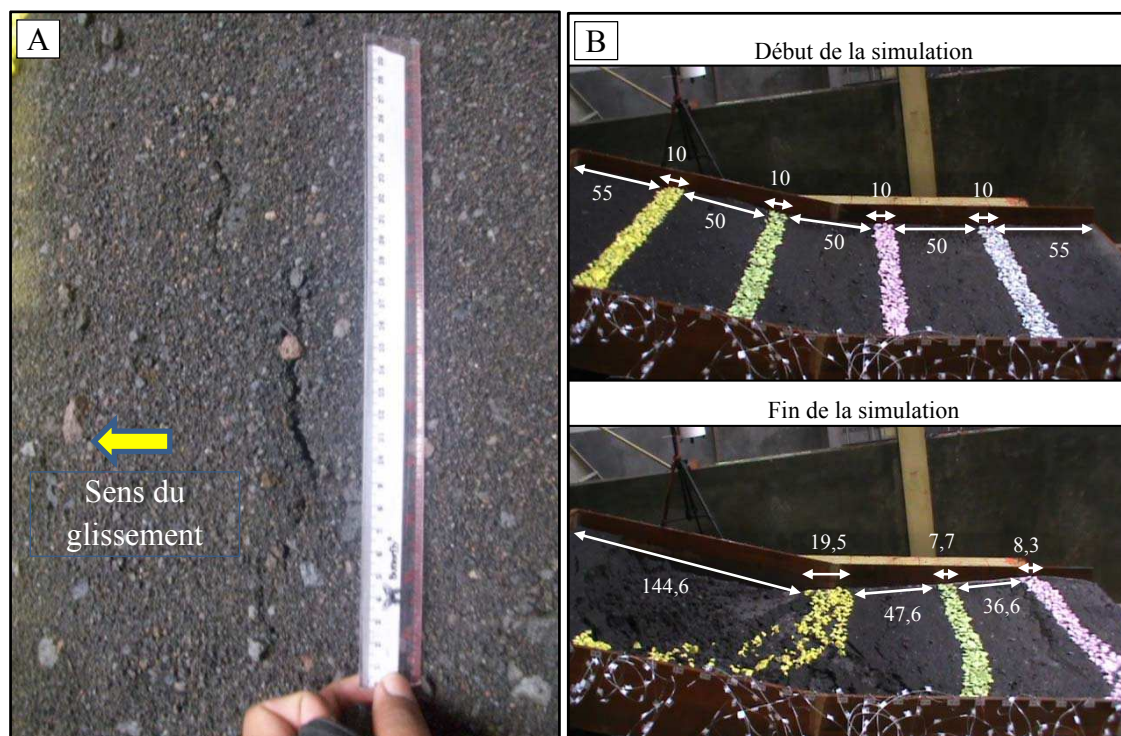 A
Sens du
glissement
B
Début de la simulation
10
10
10
10
55
50
50
50
55
Fin de la simulation
19,5
7,7
8,3
144,6
47,6
36,6